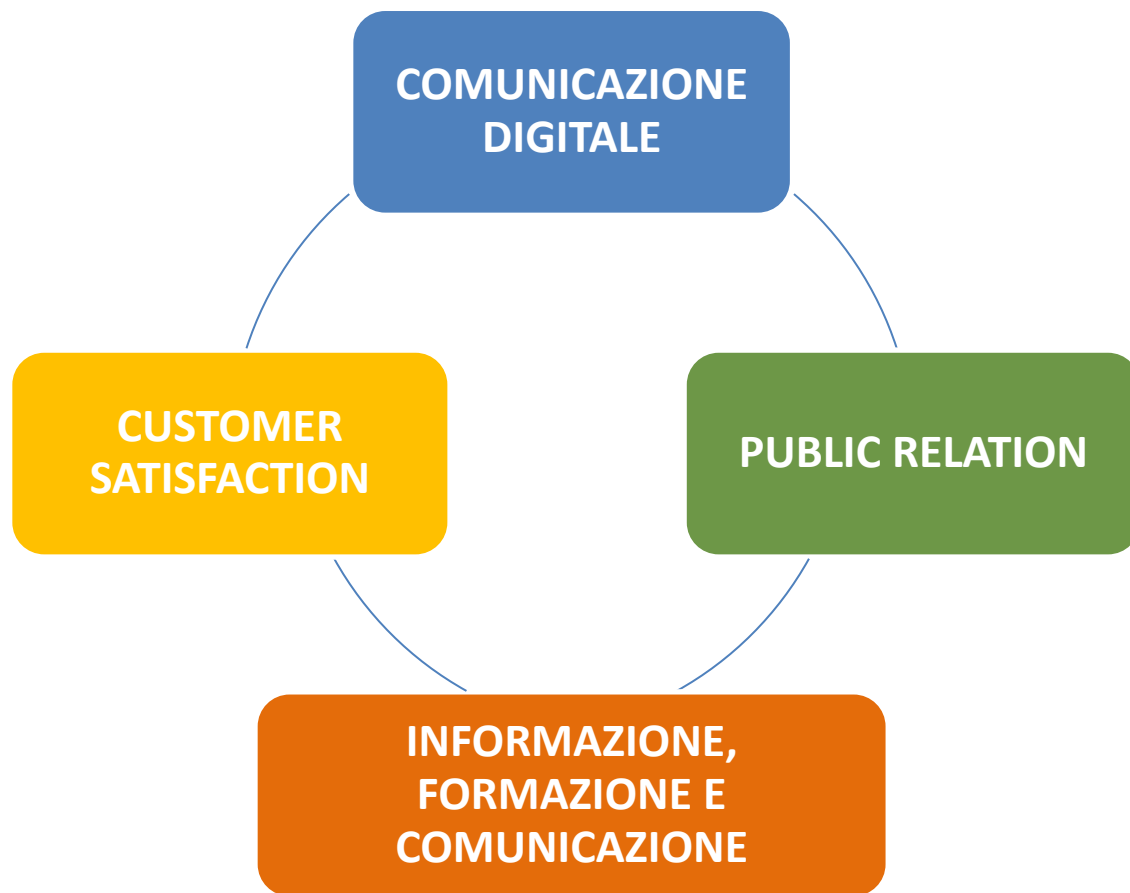 COMUNICAZIONE
DIGITALE
CUSTOMER
SATISFACTION
PUBLIC RELATION
INFORMAZIONE,
FORMAZIONE E
COMUNICAZIONE